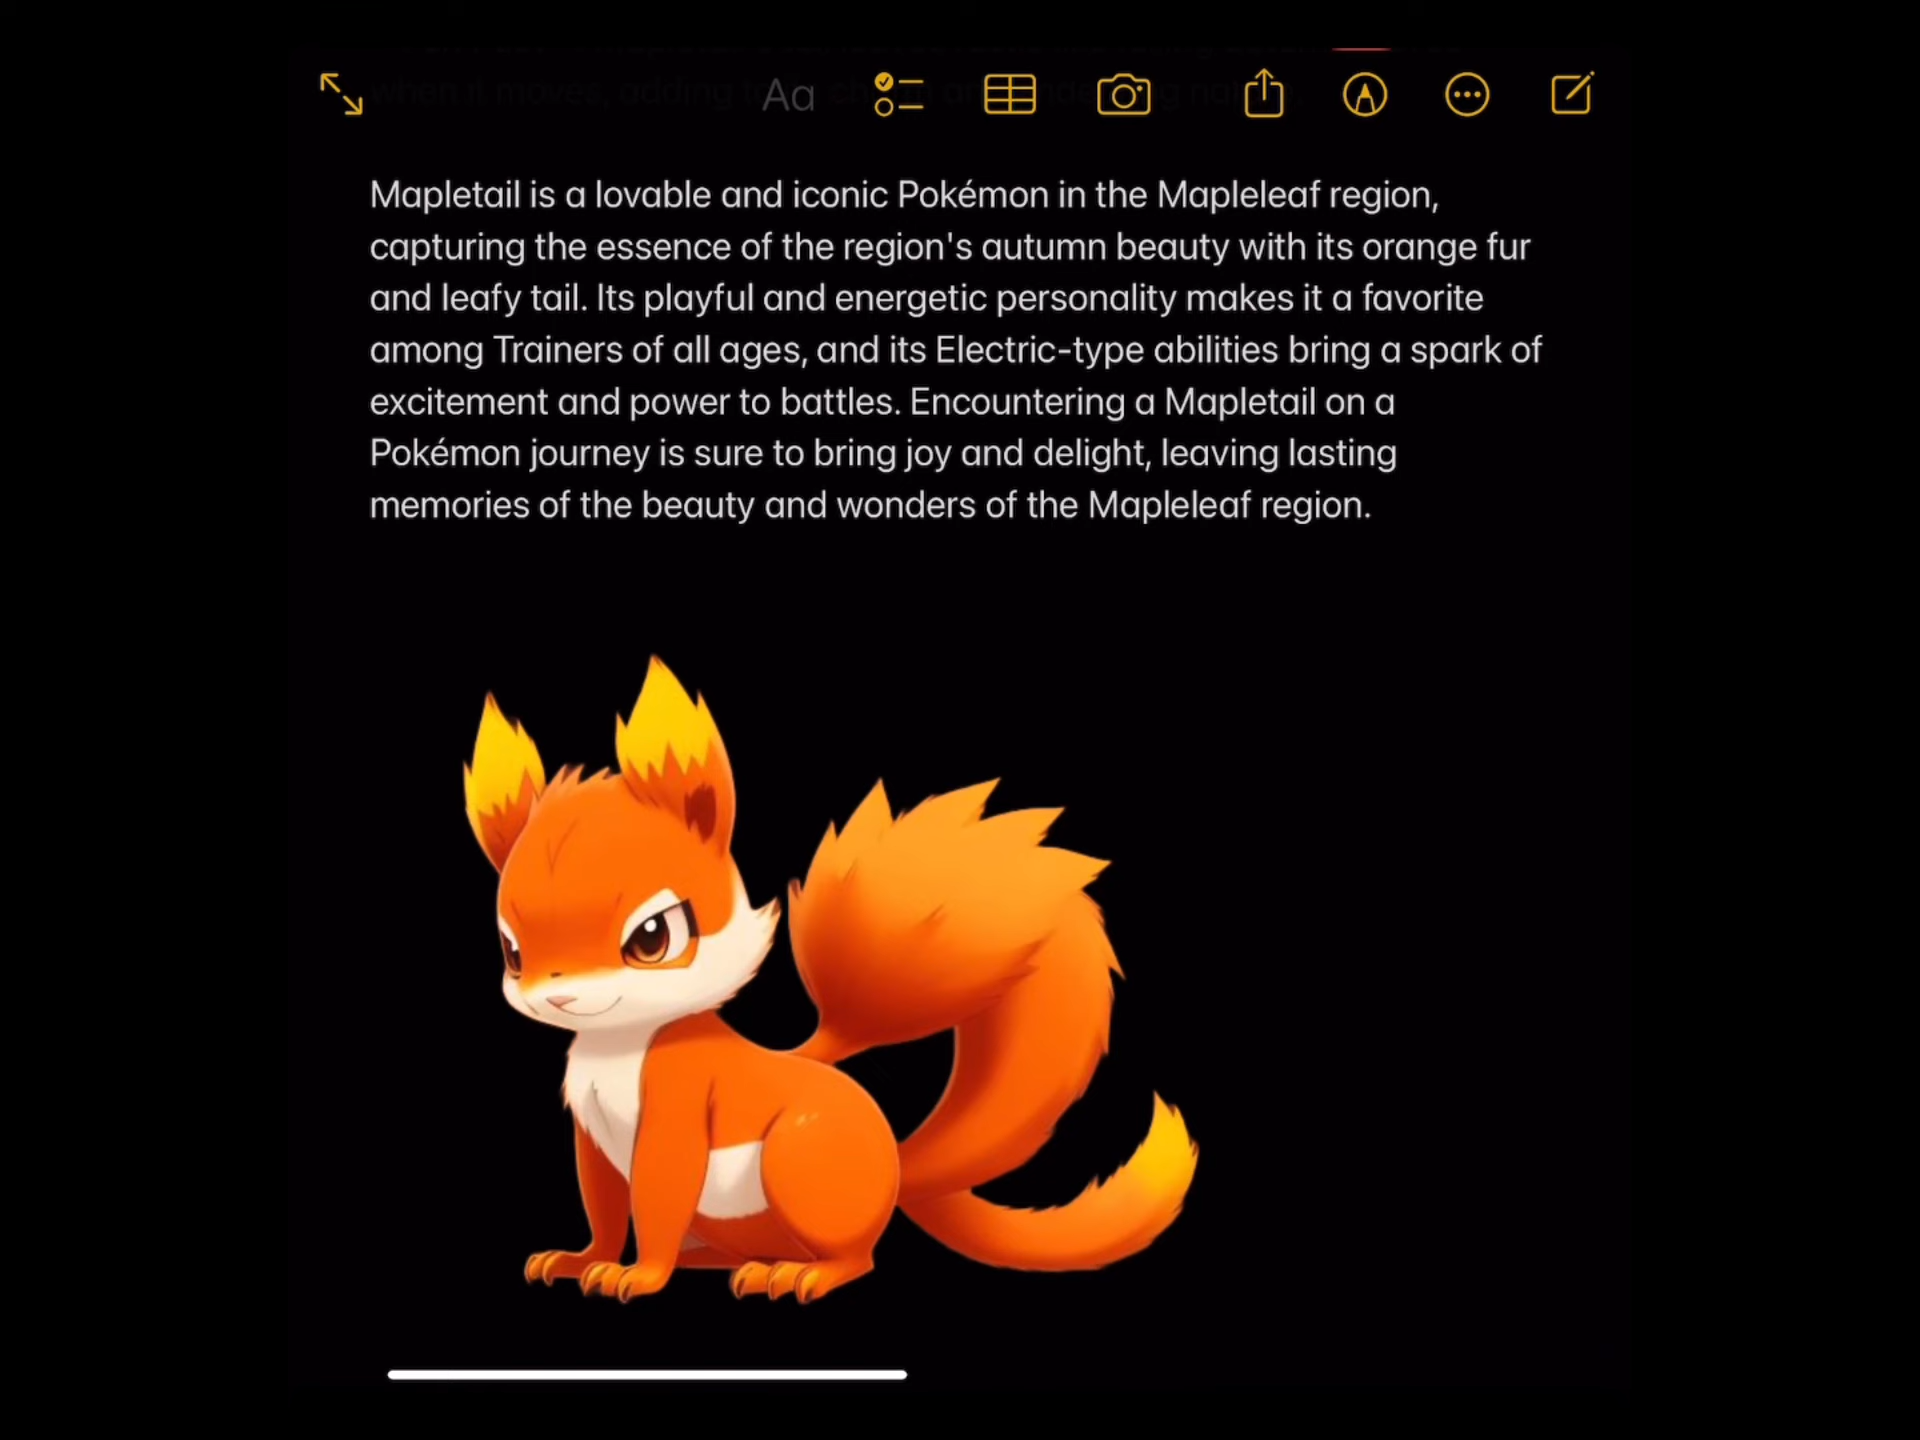 when it moves, adding
Aa
Mapletail is a lovable and iconic Pokémon in the Mapleleaf region,
capturing the essence of the region's autumn beauty with its orange fur
and leafy tail. Its playful and energetic personality makes it a favorite
among Trainers of all ages, and its Electric-type abilities bring a spark of
excitement and power to battles. Encountering a Mapletail on a
Pokémon journey is sure to bring joy and delight, leaving lasting
memories of the beauty and wonders of the Mapleleaf region.